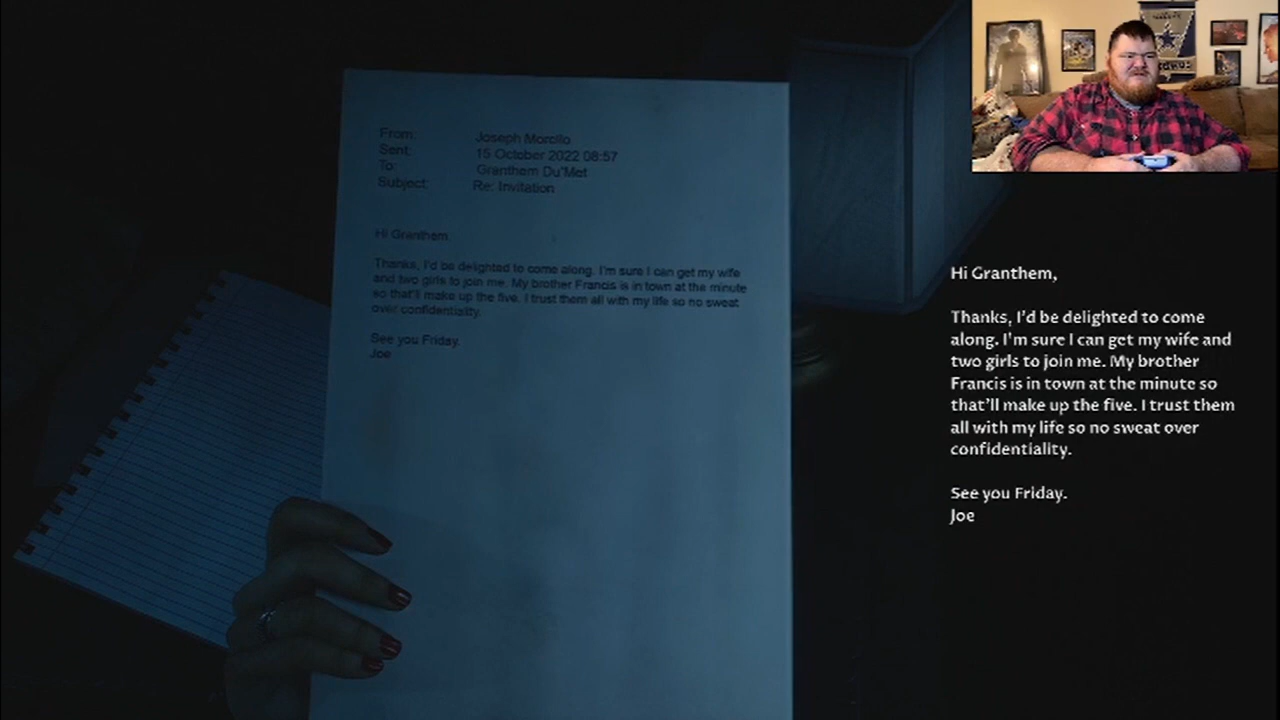 From: Joseph Morello
Sent: 15 October 2022 08:57
To: Granthem Du'Met
Subject: Re: Invitation
Hi Granthem
Thanks, I'd be delighted to come along. I'm sure I can get my wife
and two girls to join me. My brother Francis is in town at the minute
so that'll make up the five. I trust them all with my life so no sweat
over confidentiality.
See you Friday.
Joe
Hi Granthem,
Thanks, I'd be delighted to come
along. I'm sure I can get my wife and
two girls to join me. My brother
Francis is in town at the minute so
that'll make up the five. I trust them
all with my life so no sweat over
confidentiality.
See you Friday.
Joe